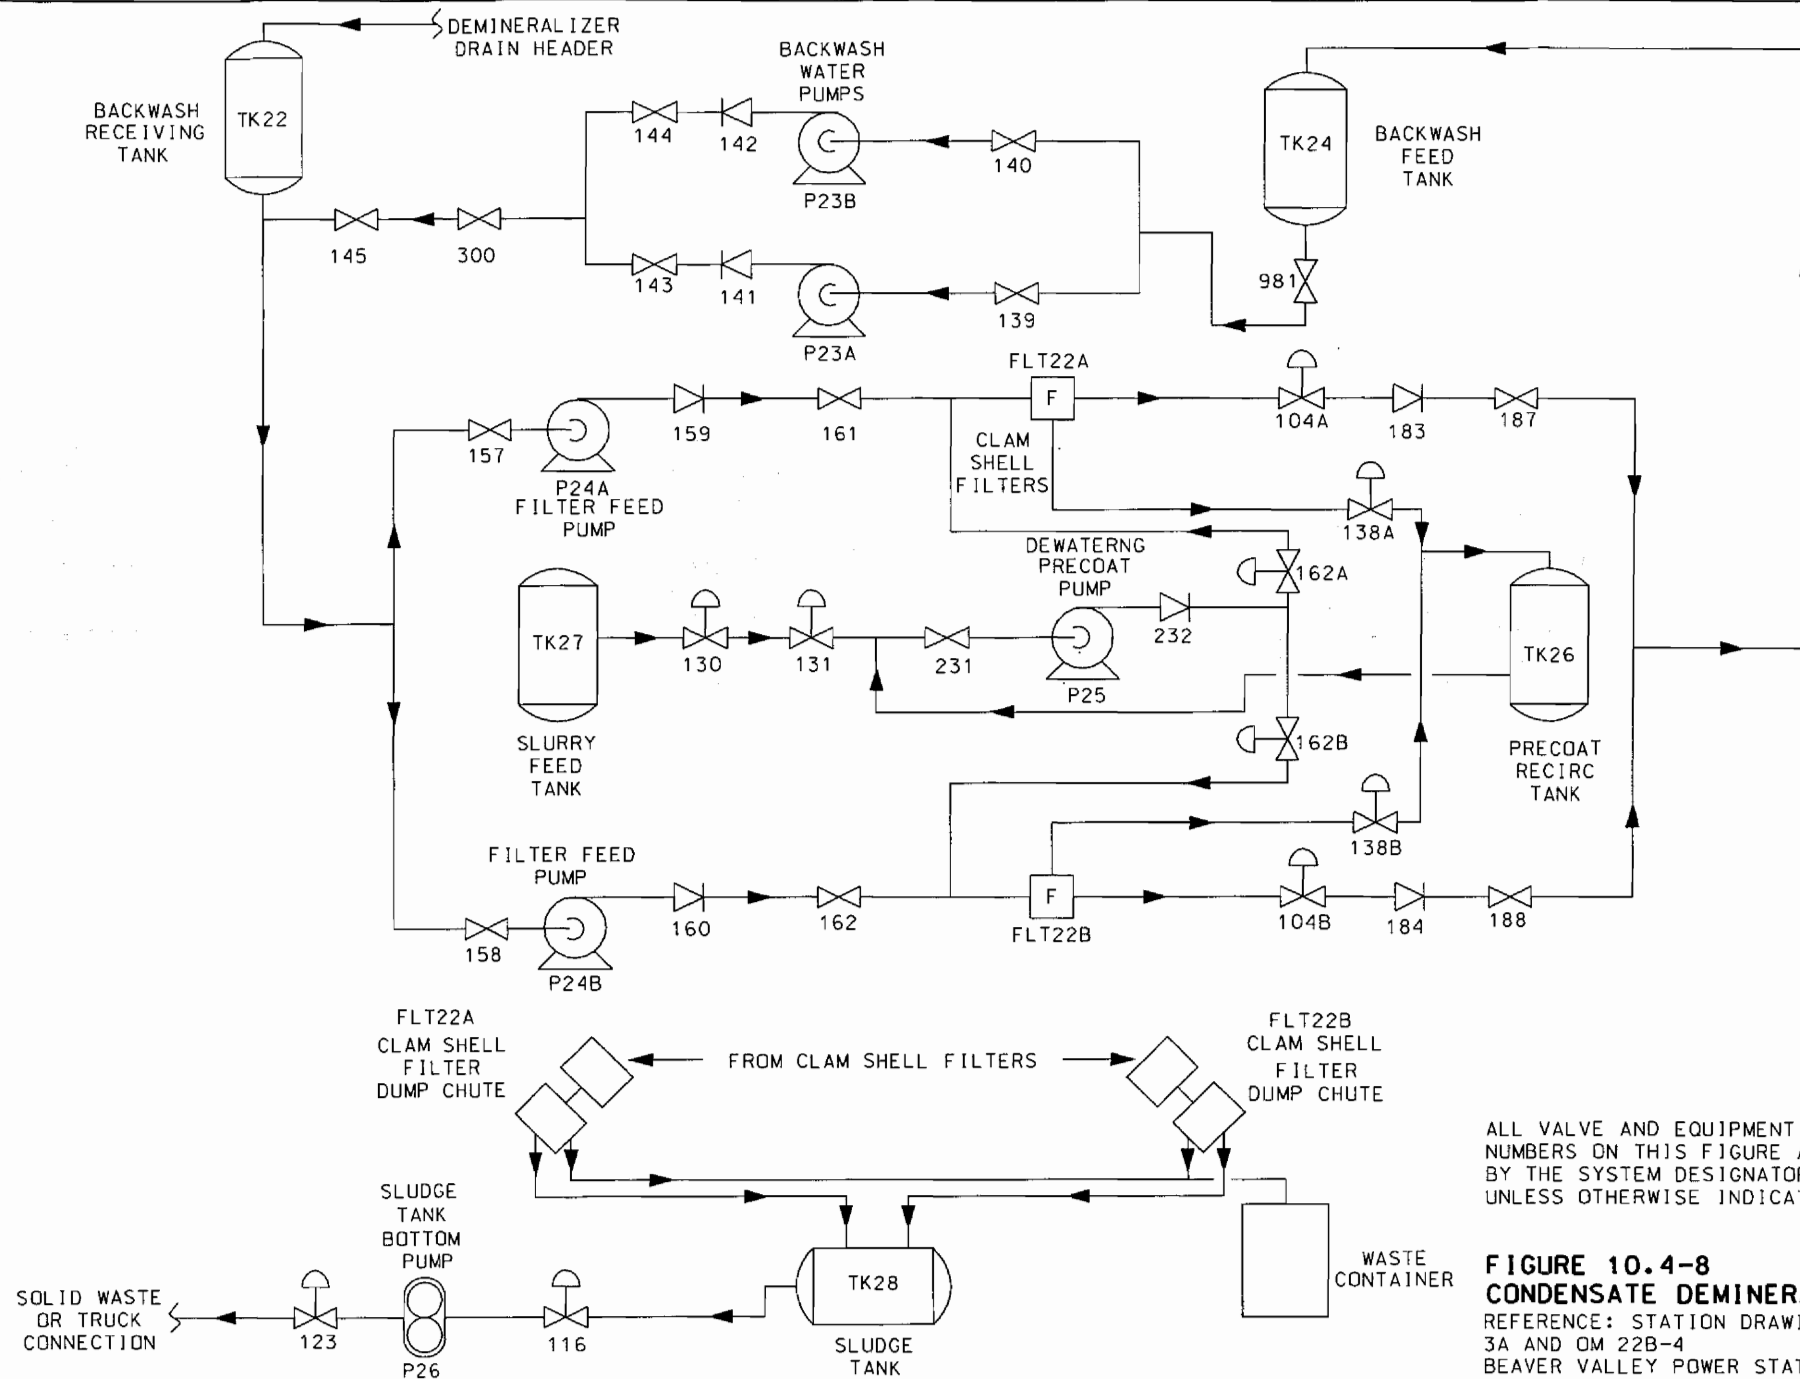 DEMINERALIZER
DRAIN HEADER
BACKWASH
RECEIVING
TANK
TK22
BACKWASH
WATER
PUMPS
144
142
140
P23B
TK24
BACKWASH
FEED
TANK
145
300
143
141
139
P23A
981
FLT22A
F
159
161
104A
183
187
157
P24A
FILTER FEED
PUMP
CLAM
SHELL
FILTERS
138A
DEWATERNG
PRECOAT
PUMP
162A
TK27
130
131
231
232
P25
TK26
SLURRY
FEED
TANK
162B
PRECOAT
RECIRC
TANK
138B
FILTER FEED
PUMP
160
162
F
104B
184
188
158
P24B
FLT22B
FLT22A
CLAM SHELL
FILTER
DUMP CHUTE
FROM CLAM SHELL FILTERS
FLT22B
CLAM SHELL
FILTER
DUMP CHUTE
SLUDGE
TANK
BOTTOM
PUMP
TK28
SLUDGE
TANK
WASTE
CONTAINER
SOLID WASTE
OR TRUCK
CONNECTION
123
P26
116
ALL VALVE AND EQUIPMENT
NUMBERS ON THIS FIGURE
BY THE SYSTEM DESIGNATOR
UNLESS OTHERWISE INDICA
FIGURE 10.4-8
CONDENSATE DEMINER
REFERENCE: STATION DRAW
3A AND OM 22B-4
BEAVER VALLEY POWER STA